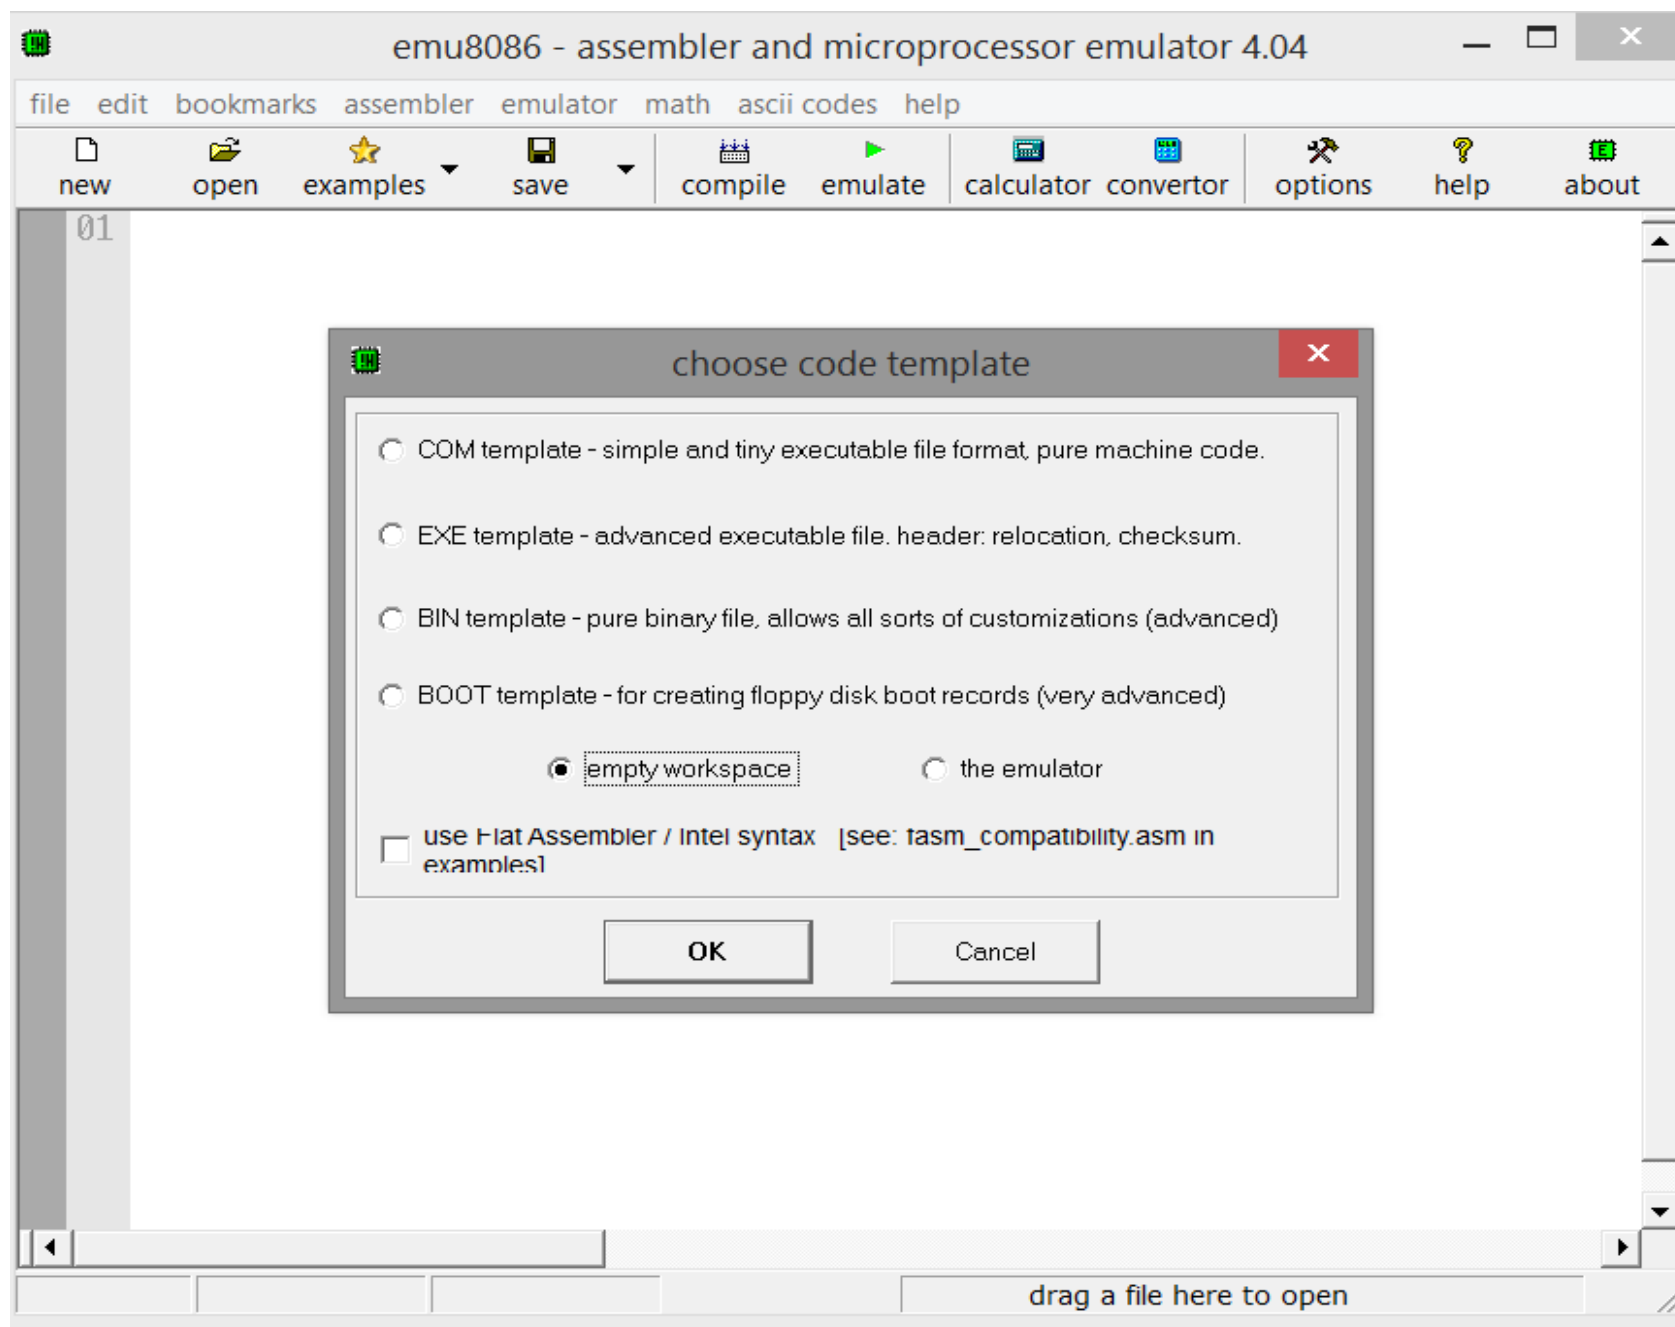 emu8086 - assembler and microprocessor emulator 4.04
file edit bookmarks assembler emulator math ascii codes help
new open examples save compile emulate calculator convertor options help about
01
choose code template
COM template - simple and tiny executable file format, pure machine code.
EXE template - advanced executable file. header: relocation, checksum.
BIN template - pure binary file, allows all sorts of customizations (advanced)
BOOT template - for creating floppy disk boot records (very advanced)
empty workspace the emulator
use Flat Assembler / Intel syntax [see: fasm_compatibility.asm in
examples]
OK Cancel
drag a file here to open